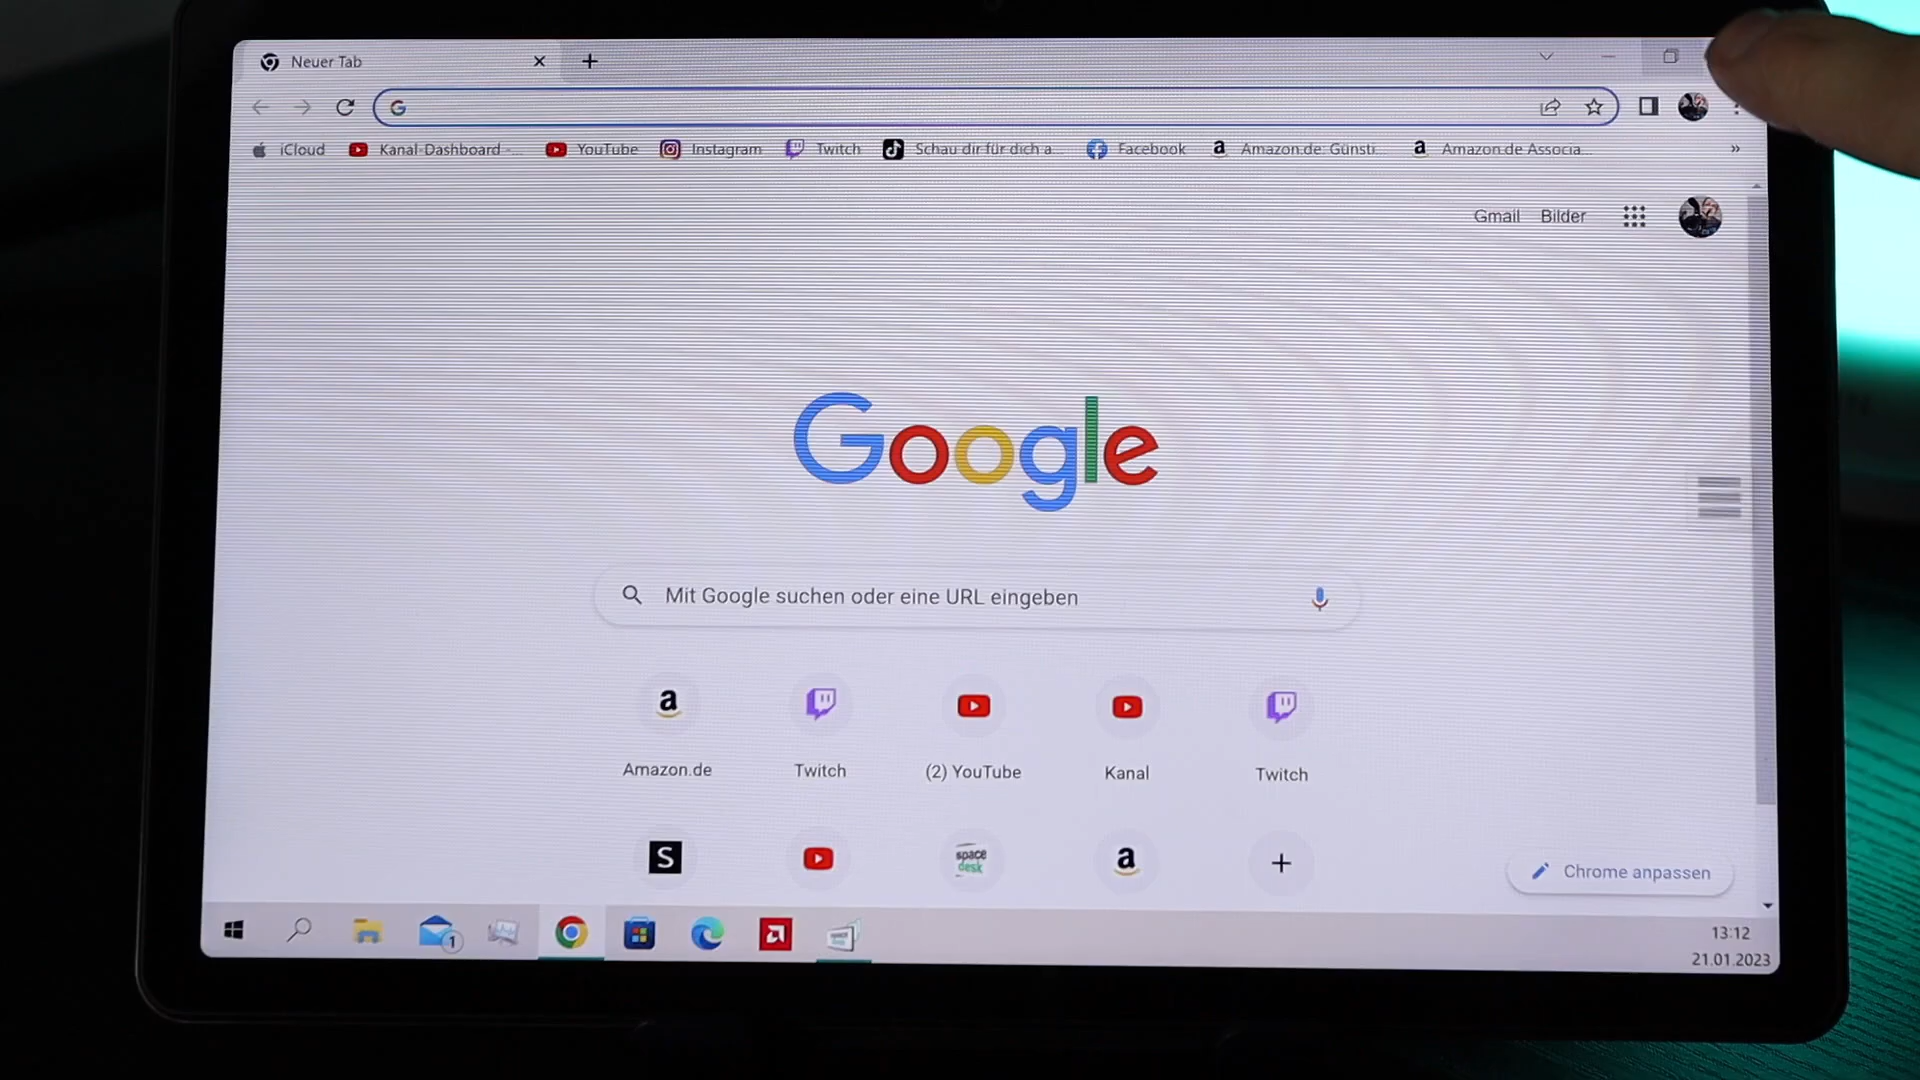 Neuer Tab
iCloud Kanal-Dashboard -... YouTube Instagram Twitch Schau dir für dich a... Facebook Amazon.de: Günsti... Amazon.de Associa... »
Gmail Bilder
Google
Mit Google suchen oder eine URL eingeben
Amazon.de Twitch (2) YouTube Kanal Twitch
space
desk
Chrome anpassen
1
13:12
21.01.2023